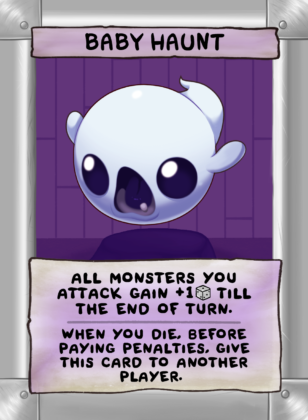 BABY HAUNT
ALL MONSTERS YOU
ATTACK GAIN +1 TILL
THE END OF TURN.
WHEN YOU DIE, BEFORE
PAYING PENALTIES, GIVE
THIS CARD TO ANOTHER
PLAYER.